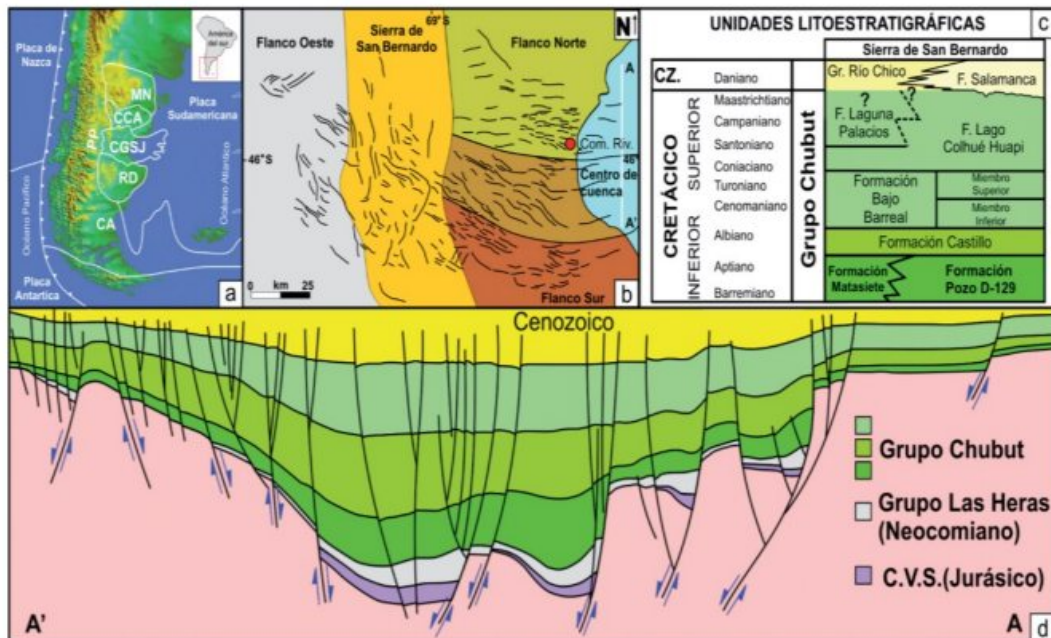 Placa de
Nazca
América
del sur
MN
CCA
Placa
Sudamericana
PP
CGSJ
RD
CA
Océano Pacífico
Océano Atlántico
Placa
Antartica
a
69° S
N↑
Flanco Oeste
Sierra de
San Bernardo
Flanco Norte
A
Com. Riv.
46° S
46°
Centro de
cuenca
A'
0 km 25
Flanco Sur
b
UNIDADES LITOESTRATIGRÁFICAS
c
Sierra de San Bernardo
CZ.
Daniano
Gr. Río Chico
F. Salamanca
CRETÁCICO
SUPERIOR
INFERIOR
Maastrichtiano
Campaniano
Santoniano
Coniaciano
Turoniano
Cenomaniano
Albiano
Aptiano
Barremiano
Grupo Chubut
? ?
F. Laguna
Palacios
F. Lago
Colhué Huapi
Formación
Bajo
Barreal
Miembro
Superior
Miembro
Inferior
Formación Castillo
Formación
Matasiete
Formación
Pozo D-129
Cenozoico
Grupo Chubut
Grupo Las Heras
(Neocomiano)
C.V.S.(Jurásico)
A'
A
d